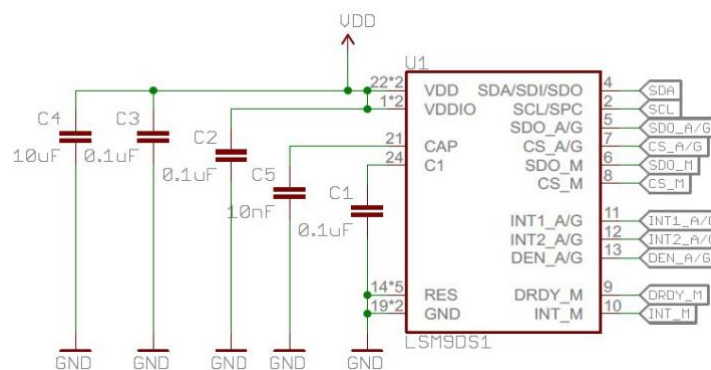 VDD
U1
22*2 VDD SDA/SDI/SDO 4 SDA
1*2 VDDIO SCL/SPC 2 SCL
SDO_A/G 5 SDO_A/G
21 CAP CS_A/G 7 CS_A/G
24 C1 SDO_M 6 SDO_M
CS_M 8 CS_M
INT1_A/G 11 INT1_A/G
INT2_A/G 12 INT2_A/G
DEN_A/G 13 DEN_A/G
14*5 RES DRDY_M 9 DRDY_M
19*2 GND INT_M 10 INT_M
LSM9DS1
C4 C3 C2 C5 C1
10uF 0.1uF 0.1uF 10nF 0.1uF
GND GND GND GND GND